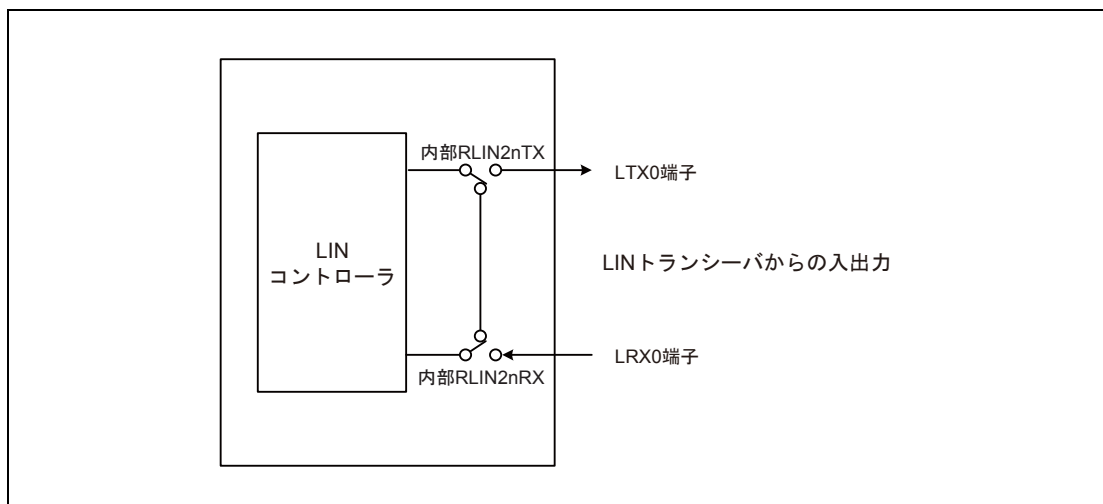 内部RLIN2nTX
LTX0端子
LIN
コントローラ
LINトランシーバからの入出力
LRX0端子
内部RLIN2nRX